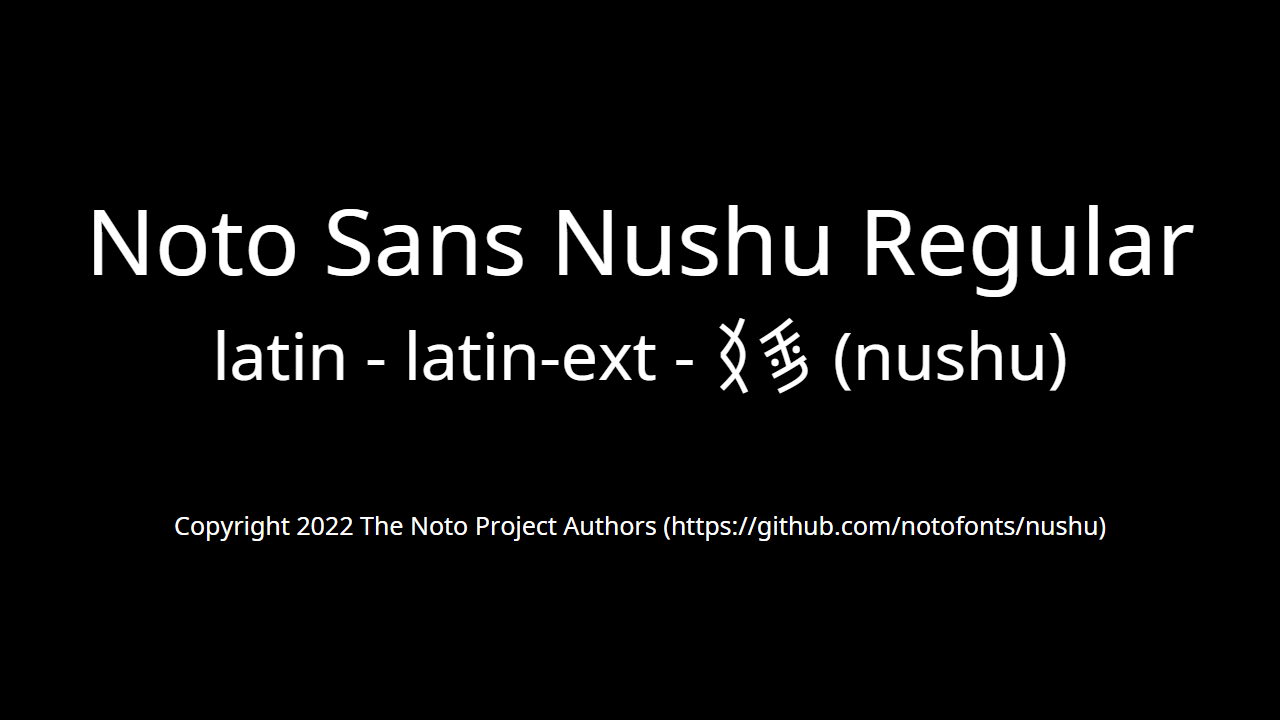 Noto Sans Nushu Regular
latin - latin-ext - 𛆁𛈬 (nushu)
Copyright 2022 The Noto Project Authors (https://github.com/notofonts/nushu)